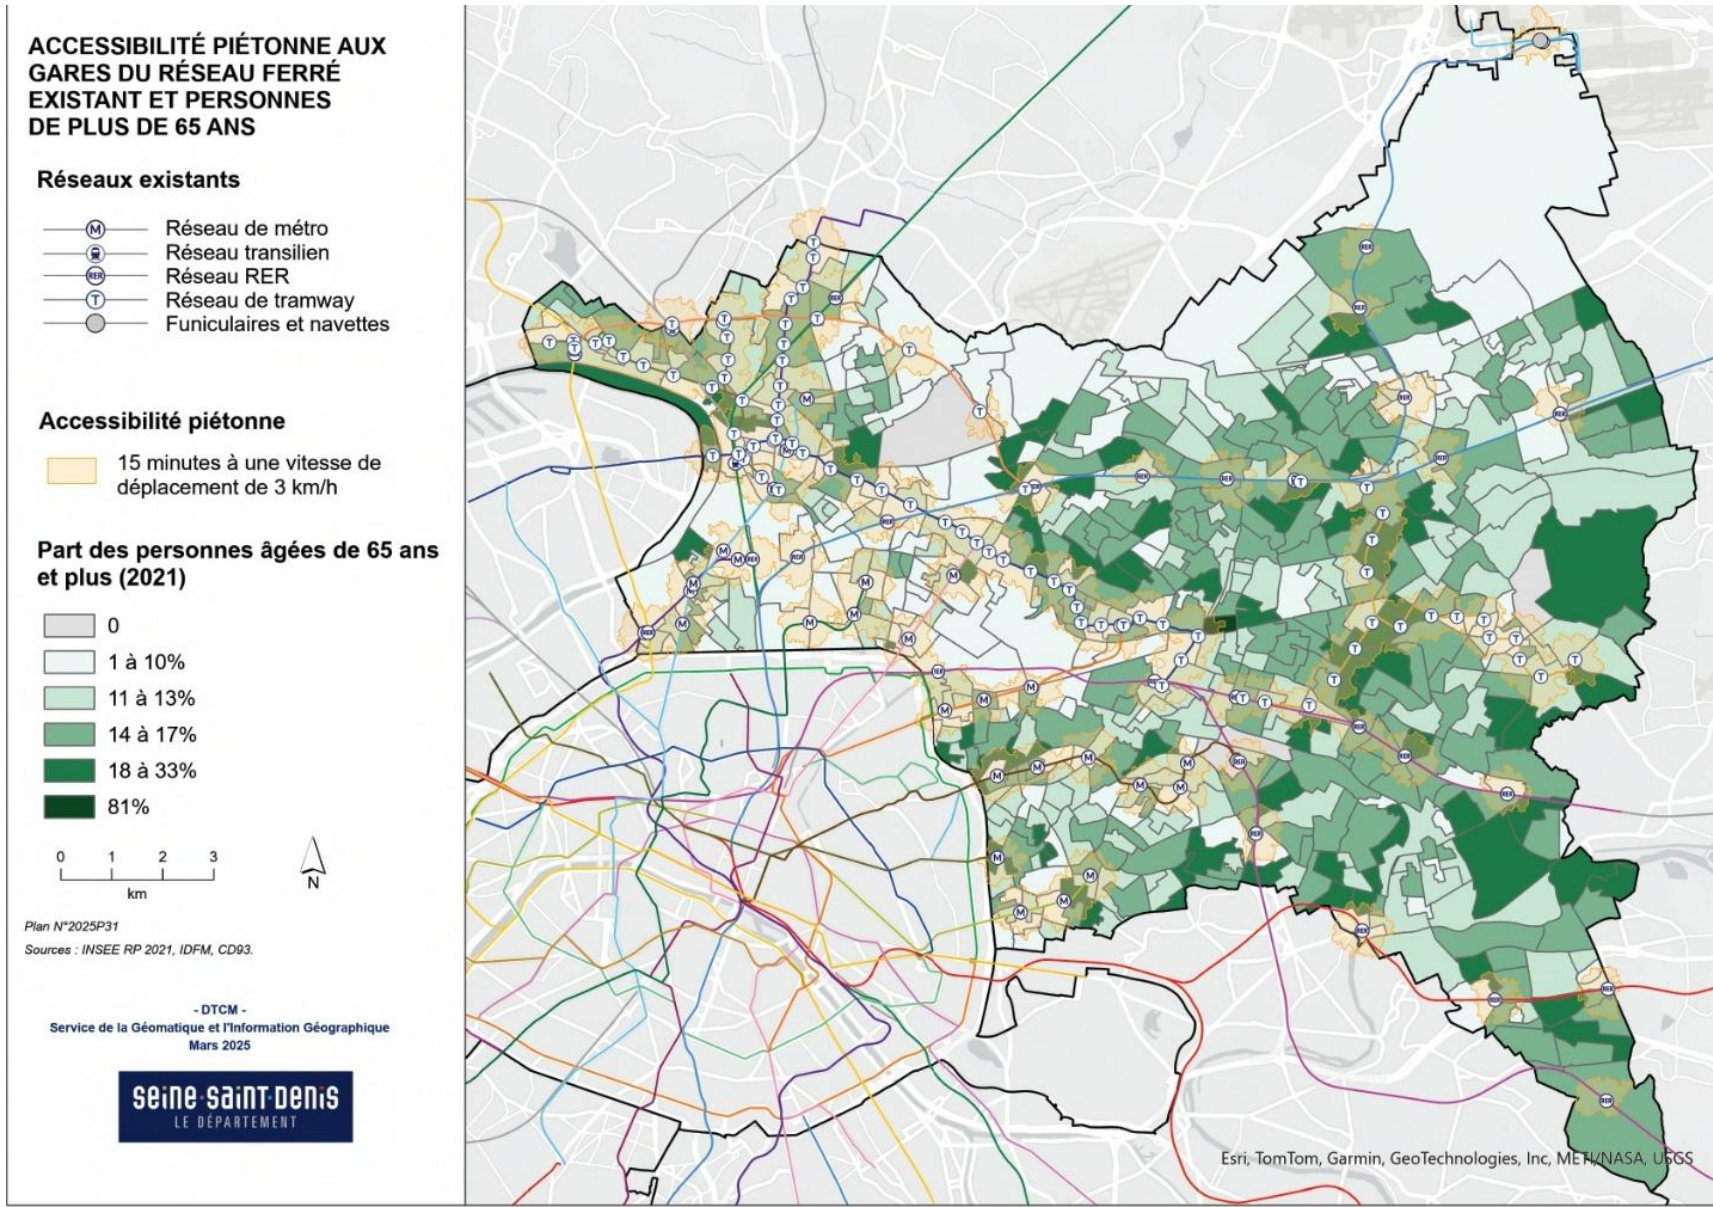 ACCESSIBILITÉ PIÉTONNE AUX
GARES DU RÉSEAU FERRÉ
EXISTANT ET PERSONNES
DE PLUS DE 65 ANS
Réseaux existants
M Réseau de métro
Réseau transilien
RER Réseau RER
T Réseau de tramway
Funiculaires et navettes
Accessibilité piétonne
15 minutes à une vitesse de
déplacement de 3 km/h
Part des personnes âgées de 65 ans
et plus (2021)
0
1 à 10%
11 à 13%
14 à 17%
18 à 33%
81%
0 1 2 3
km
N
Plan N°2025P31
Sources : INSEE RP 2021, IDFM, CD93.
- DTCM -
Service de la Géomatique et l'Information Géographique
Mars 2025
seine-saint-denis
LE DÉPARTEMENT
Esri, TomTom, Garmin, GeoTechnologies, Inc, METI/NASA, USGS